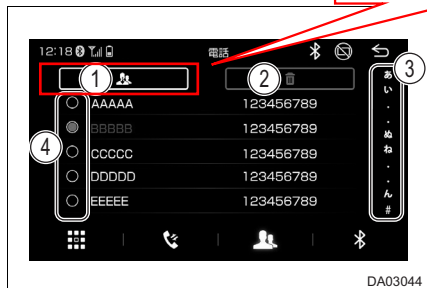 12:18 電話
1 2 3
AAAAA 123456789
BBBBB 123456789
4
CCCCC 123456789
DDDDD 123456789
EEEEE 123456789
あ
い
・
・
ぬ
ね
・
・
ん
#
DA03044